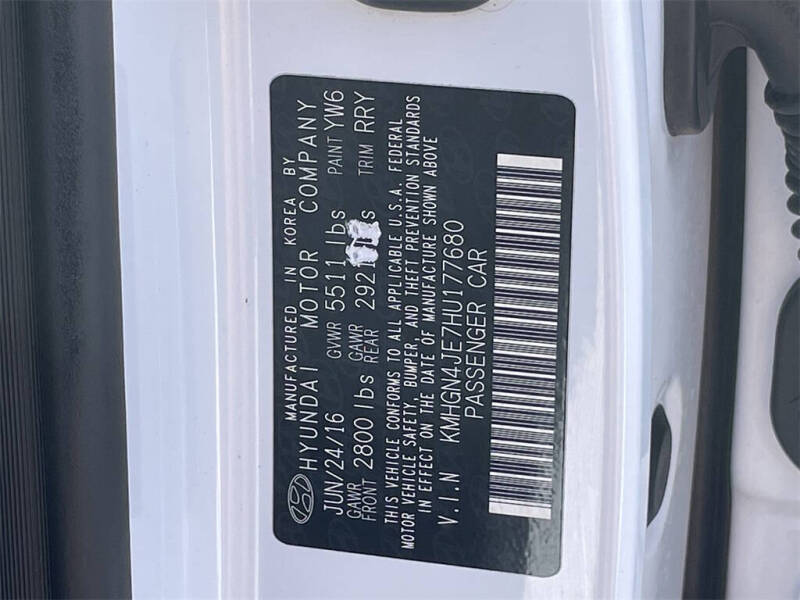 MANUFACTURED IN KOREA BY
HYUNDAI MOTOR COMPANY
JUN/24/16 GVWR 5511 lbs PAINT YW6
GAWR FRONT 2800 lbs GAWR REAR TRIM RRY
THIS VEHICLE CONFORMS TO ALL APPLICABLE U.S.A. FEDERAL
MOTOR VEHICLE SAFETY, BUMPER, AND THEFT PREVENTION STANDARDS
IN EFFECT ON THE DATE OF MANUFACTURE SHOWN ABOVE
V.I.N KMHGN4JE7HU177680
PASSENGER CAR